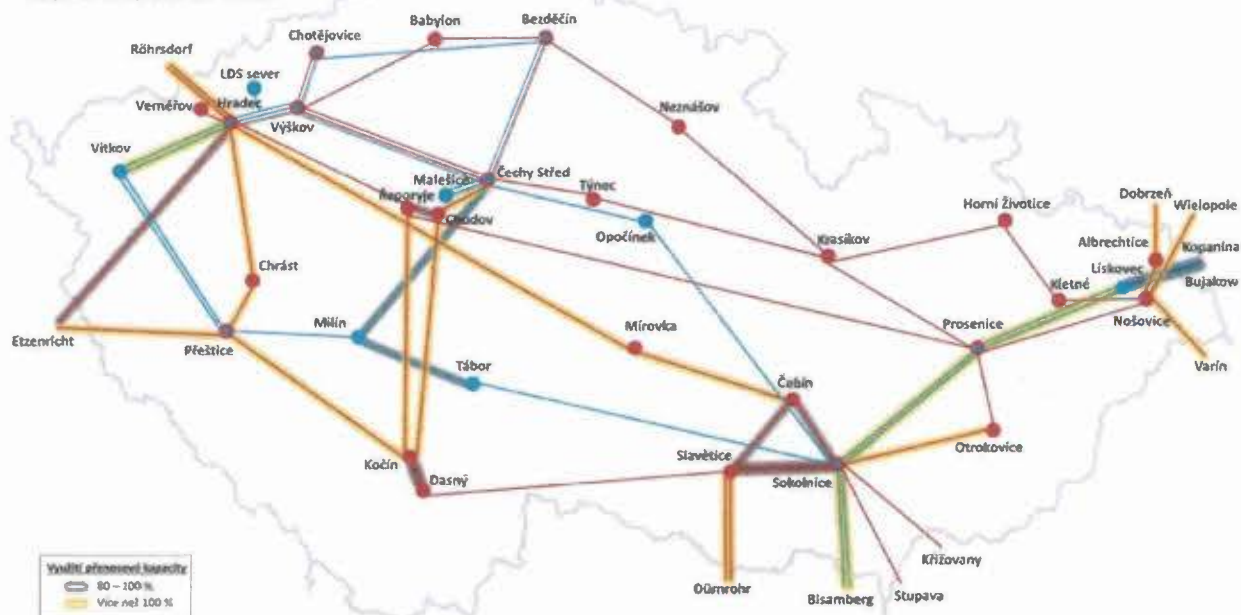 Babylon
Bezděčín
Chotějovice
Röhrsdorf
LDS sever
Verněřov
Hradec
Výškov
Neznášov
Vítkov
Malešice
Čechy Střed
Řeporyje
Chodov
Týnec
Opočínek
Horní Životice
Dobrzeń
Wielopole
Albrechtice
Kopanina
Lískovec
Bujakow
Krasíkov
Kletné
Nošovice
Chrást
Prosenice
Etzenricht
Přeštice
Milín
Mírovka
Varín
Tábor
Čebín
Otrokovice
Kočín
Dasný
Slavětice
Sokolnice
Křižovany
Dürnrohr
Bisamberg
Stupava
Využití přenosové kapacity
80 – 100 %
Více než 100 %